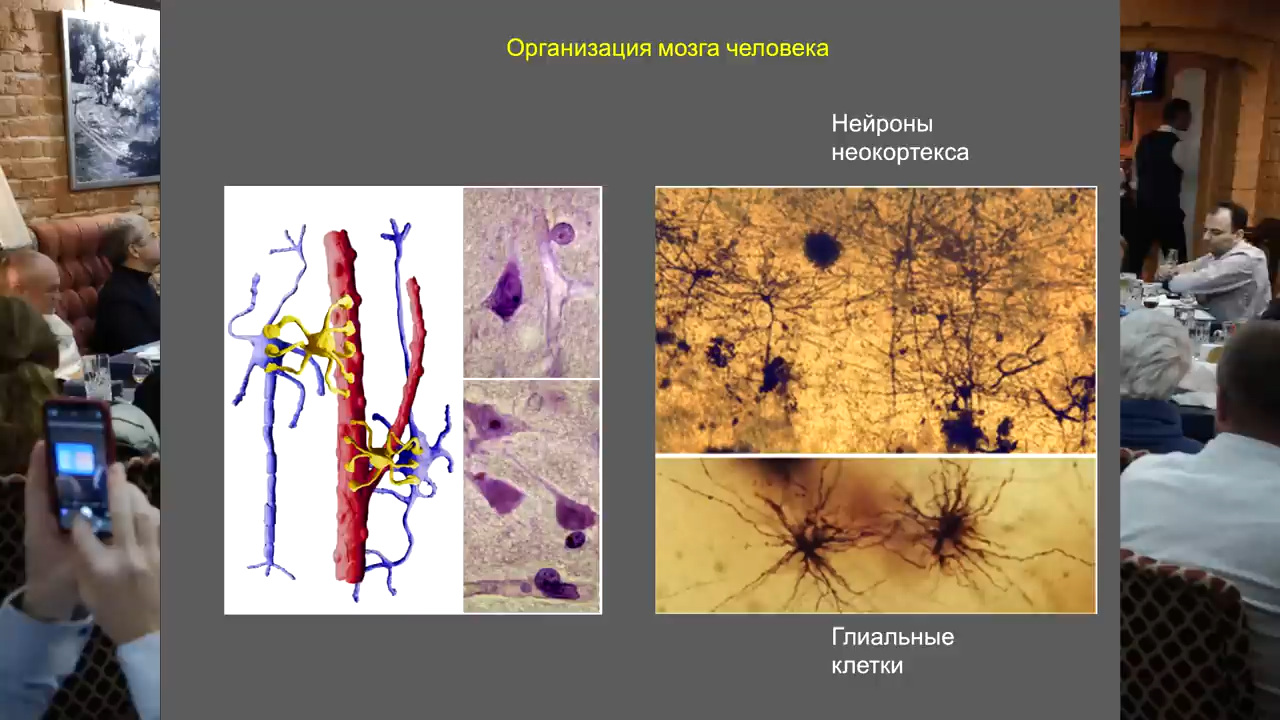 Организация мозга человека
Нейроны
неокортекса
Глиальные
клетки